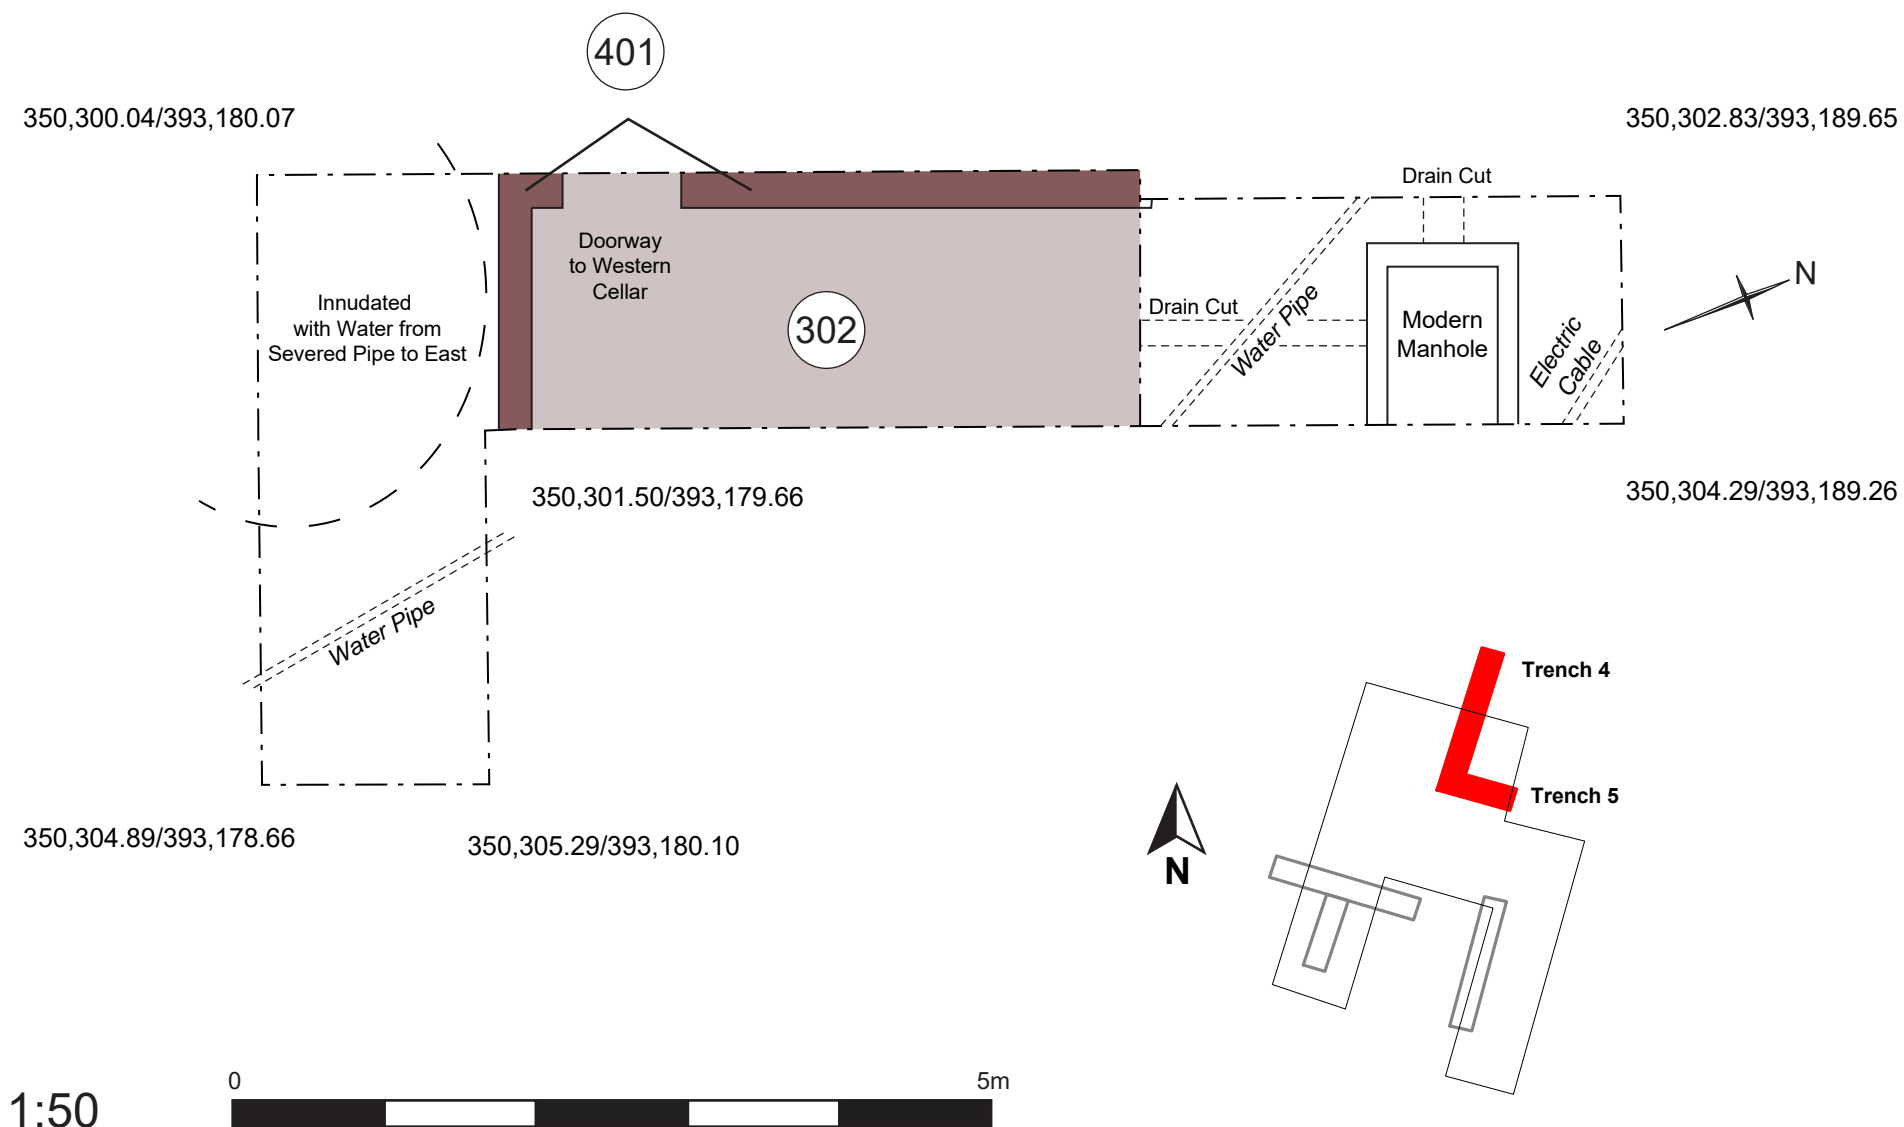 401
350,300.04/393,180.07
350,302.83/393,189.65
Drain Cut
Doorway
to Western
Cellar
N
Innudated
with Water from
Severed Pipe to East
302
Drain Cut
Water Pipe
Modern
Manhole
Electric
Cable
350,301.50/393,179.66
350,304.29/393,189.26
Water Pipe
Trench 4
Trench 5
350,304.89/393,178.66
350,305.29/393,180.10
N
0
5m
1:50